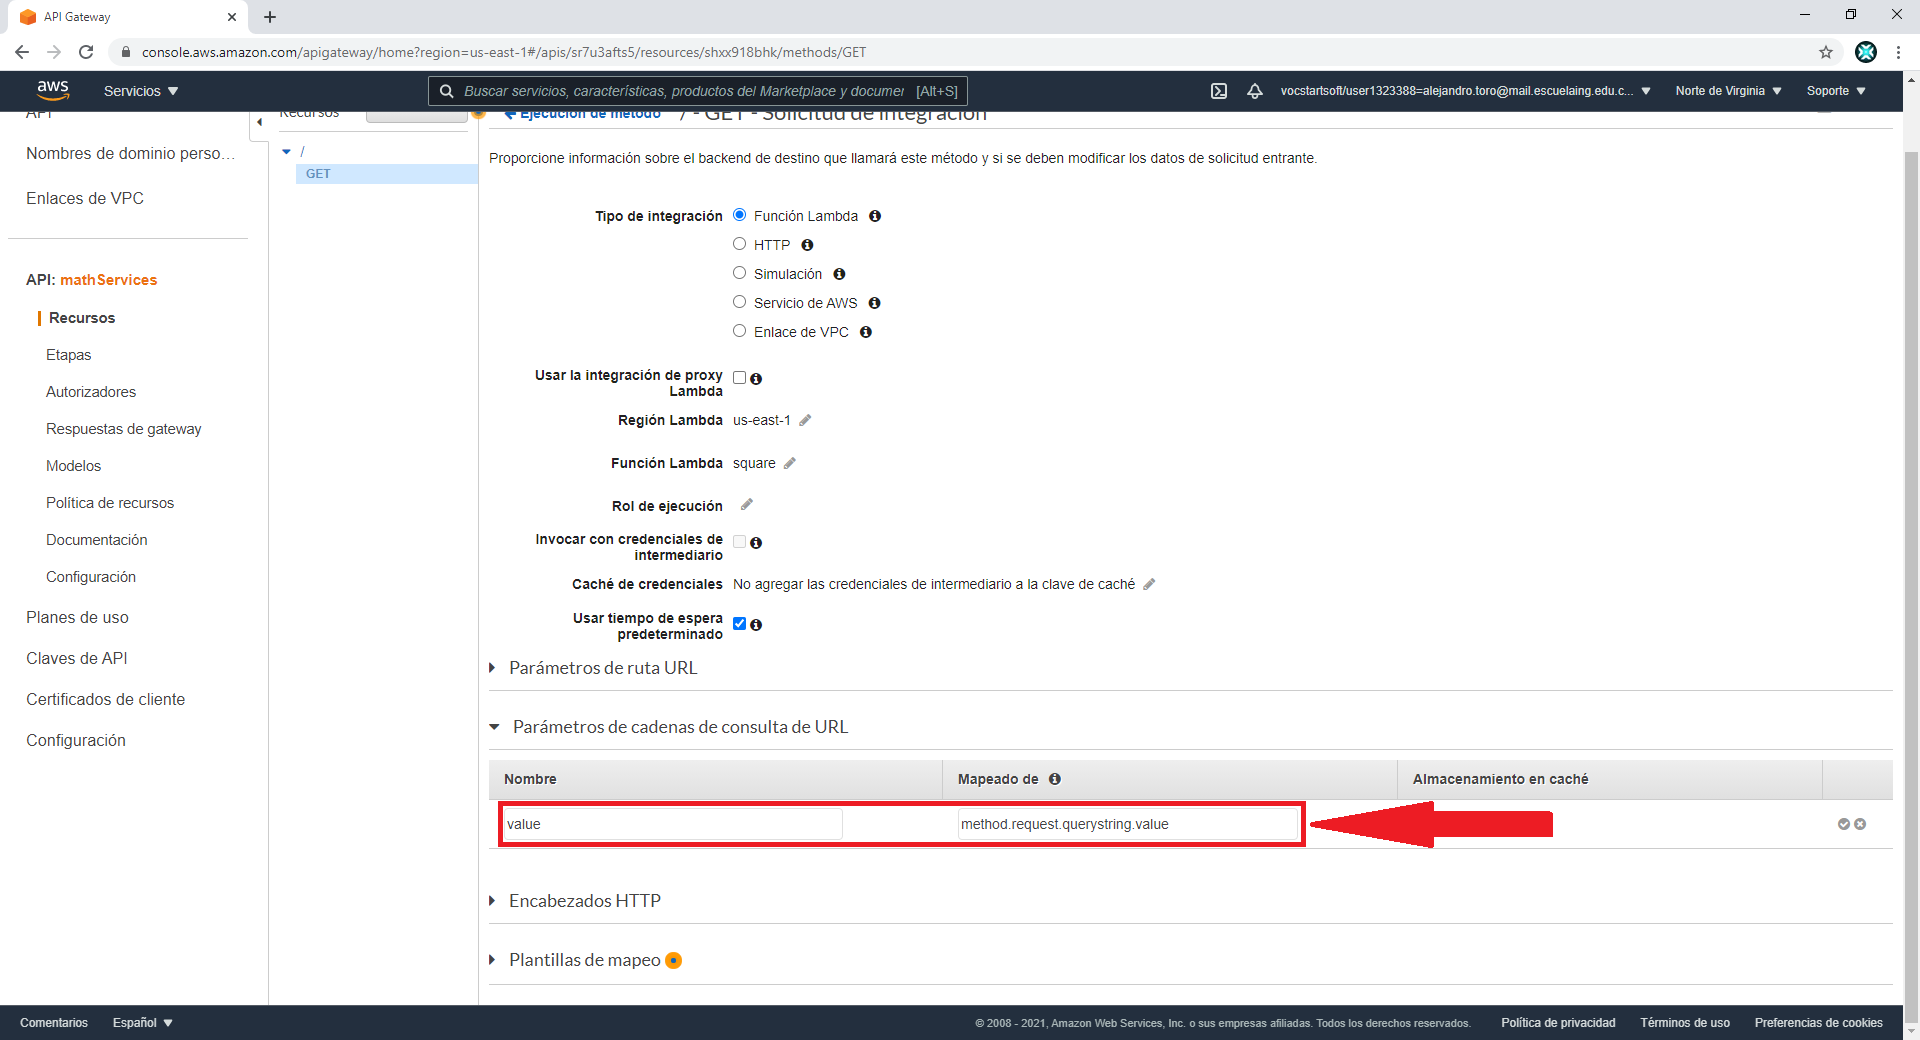 API Gateway
console.aws.amazon.com/apigateway/home?region=us-east-1#/apis/sr7u3afts5/resources/shxx918bhk/methods/GET
aws
Servicios
Buscar servicios, características, productos del Marketplace y documer [Alt+S]
vocstartsoft/user1323388=alejandro.toro@mail.escuelaing.edu.c...
Norte de Virginia
Soporte
API
Nombres de dominio perso...
Enlaces de VPC
API: mathServices
Recursos
Etapas
Autorizadores
Respuestas de gateway
Modelos
Política de recursos
Documentación
Configuración
Planes de uso
Claves de API
Certificados de cliente
Configuración
Recursos
/
GET
Ejecución de método / - GET - Solicitud de integración
Proporcione información sobre el backend de destino que llamará este método y si se deben modificar los datos de solicitud entrante.
Tipo de integración
Función Lambda
HTTP
Simulación
Servicio de AWS
Enlace de VPC
Usar la integración de proxy
Lambda
Región Lambda us-east-1
Función Lambda square
Rol de ejecución
Invocar con credenciales de
intermediario
Caché de credenciales No agregar las credenciales de intermediario a la clave de caché
Usar tiempo de espera
predeterminado
Parámetros de ruta URL
Parámetros de cadenas de consulta de URL
Nombre Mapeado de Almacenamiento en caché
value method.request.querystring.value
Encabezados HTTP
Plantillas de mapeo
Comentarios
Español
© 2008 - 2021, Amazon Web Services, Inc. o sus empresas afiliadas. Todos los derechos reservados.
Política de privacidad
Términos de uso
Preferencias de cookies